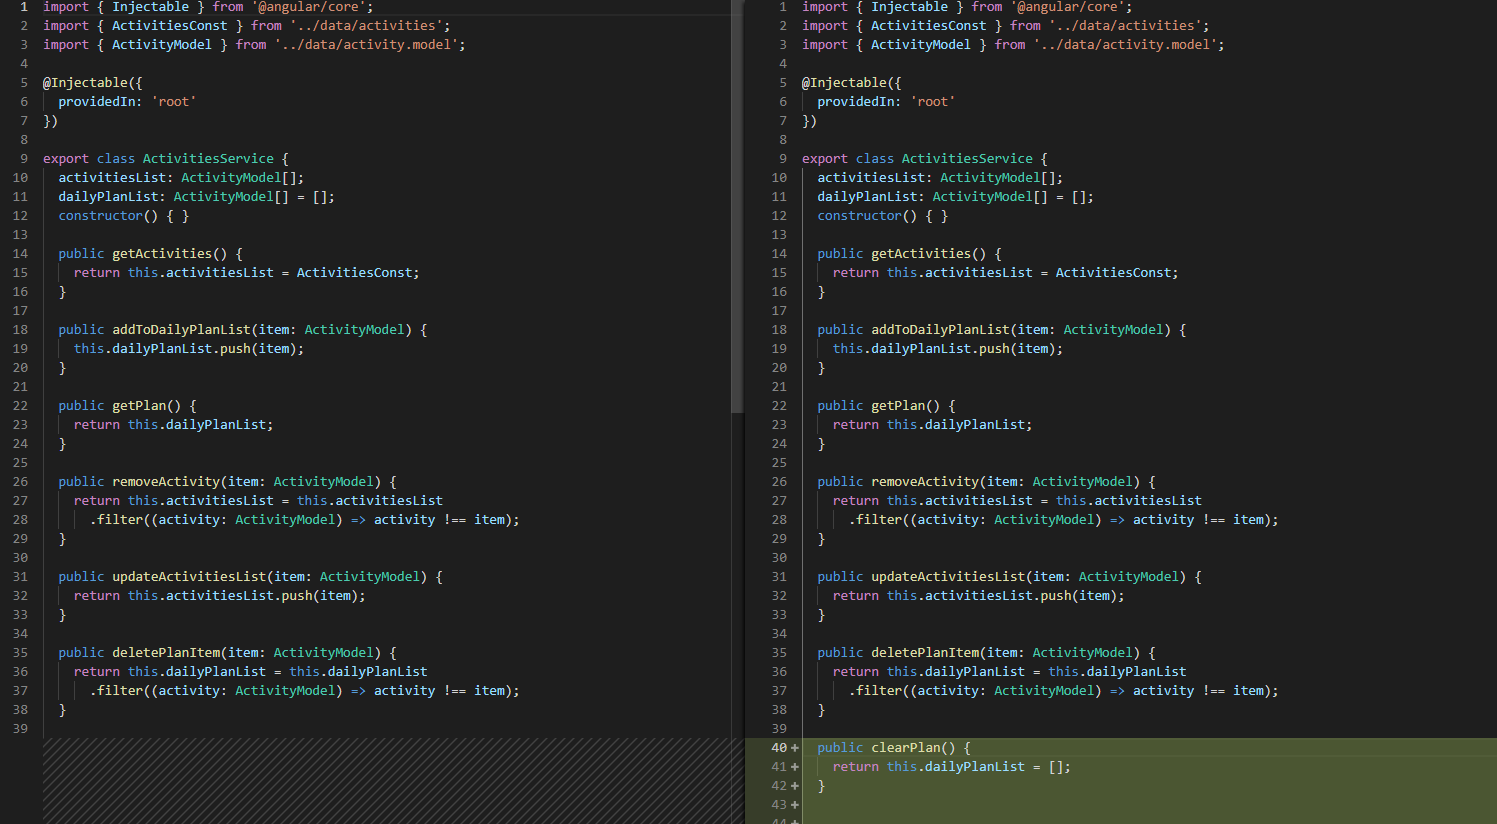 1 import { Injectable } from '@angular/core';
2 import { ActivitiesConst } from '../data/activities';
3 import { ActivityModel } from '../data/activity.model';
4
5 @Injectable({
6   providedIn: 'root'
7 })
8
9 export class ActivitiesService {
10   activitiesList: ActivityModel[];
11   dailyPlanList: ActivityModel[] = [];
12   constructor() { }
13
14   public getActivities() {
15     return this.activitiesList = ActivitiesConst;
16   }
17
18   public addToDailyPlanList(item: ActivityModel) {
19     this.dailyPlanList.push(item);
20   }
21
22   public getPlan() {
23     return this.dailyPlanList;
24   }
25
26   public removeActivity(item: ActivityModel) {
27     return this.activitiesList = this.activitiesList
28       .filter((activity: ActivityModel) => activity !== item);
29   }
30
31   public updateActivitiesList(item: ActivityModel) {
32     return this.activitiesList.push(item);
33   }
34
35   public deletePlanItem(item: ActivityModel) {
36     return this.dailyPlanList = this.dailyPlanList
37       .filter((activity: ActivityModel) => activity !== item);
38   }
39
1 import { Injectable } from '@angular/core';
2 import { ActivitiesConst } from '../data/activities';
3 import { ActivityModel } from '../data/activity.model';
4
5 @Injectable({
6   providedIn: 'root'
7 })
8
9 export class ActivitiesService {
10   activitiesList: ActivityModel[];
11   dailyPlanList: ActivityModel[] = [];
12   constructor() { }
13
14   public getActivities() {
15     return this.activitiesList = ActivitiesConst;
16   }
17
18   public addToDailyPlanList(item: ActivityModel) {
19     this.dailyPlanList.push(item);
20   }
21
22   public getPlan() {
23     return this.dailyPlanList;
24   }
25
26   public removeActivity(item: ActivityModel) {
27     return this.activitiesList = this.activitiesList
28       .filter((activity: ActivityModel) => activity !== item);
29   }
30
31   public updateActivitiesList(item: ActivityModel) {
32     return this.activitiesList.push(item);
33   }
34
35   public deletePlanItem(item: ActivityModel) {
36     return this.dailyPlanList = this.dailyPlanList
37       .filter((activity: ActivityModel) => activity !== item);
38   }
39
40+   public clearPlan() {
41+     return this.dailyPlanList = [];
42+   }
43+
44+